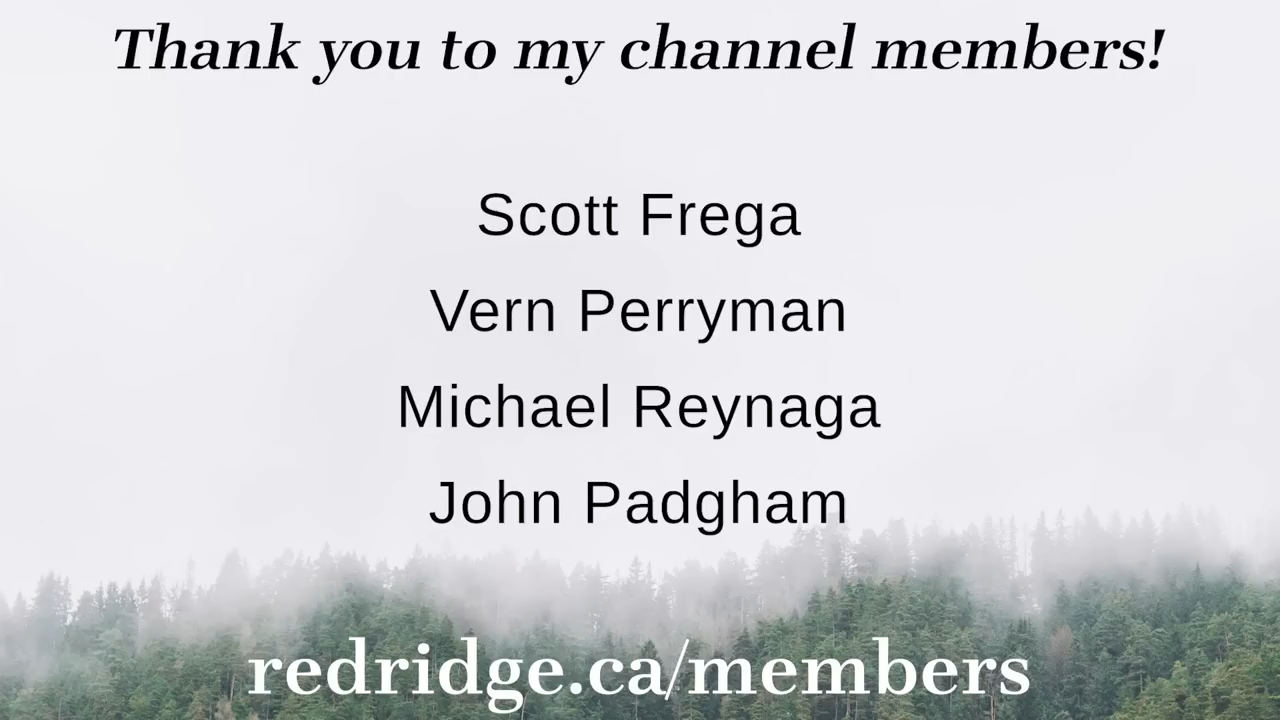 Thank you to my channel members!
Scott Frega
Vern Perryman
Michael Reynaga
John Padgham
redridge.ca/members